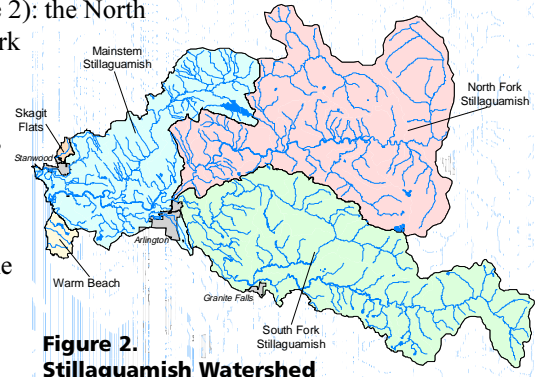 e 2): the North
rk
Mainstem
Stillaguamish
North Fork
Stillaguamish
Skagit
Flats
Stanwood
Arlington
ne
Warm Beach
Granite Falls
South Fork
Stillaguamish
Figure 2.
Stillaguamish Watershed